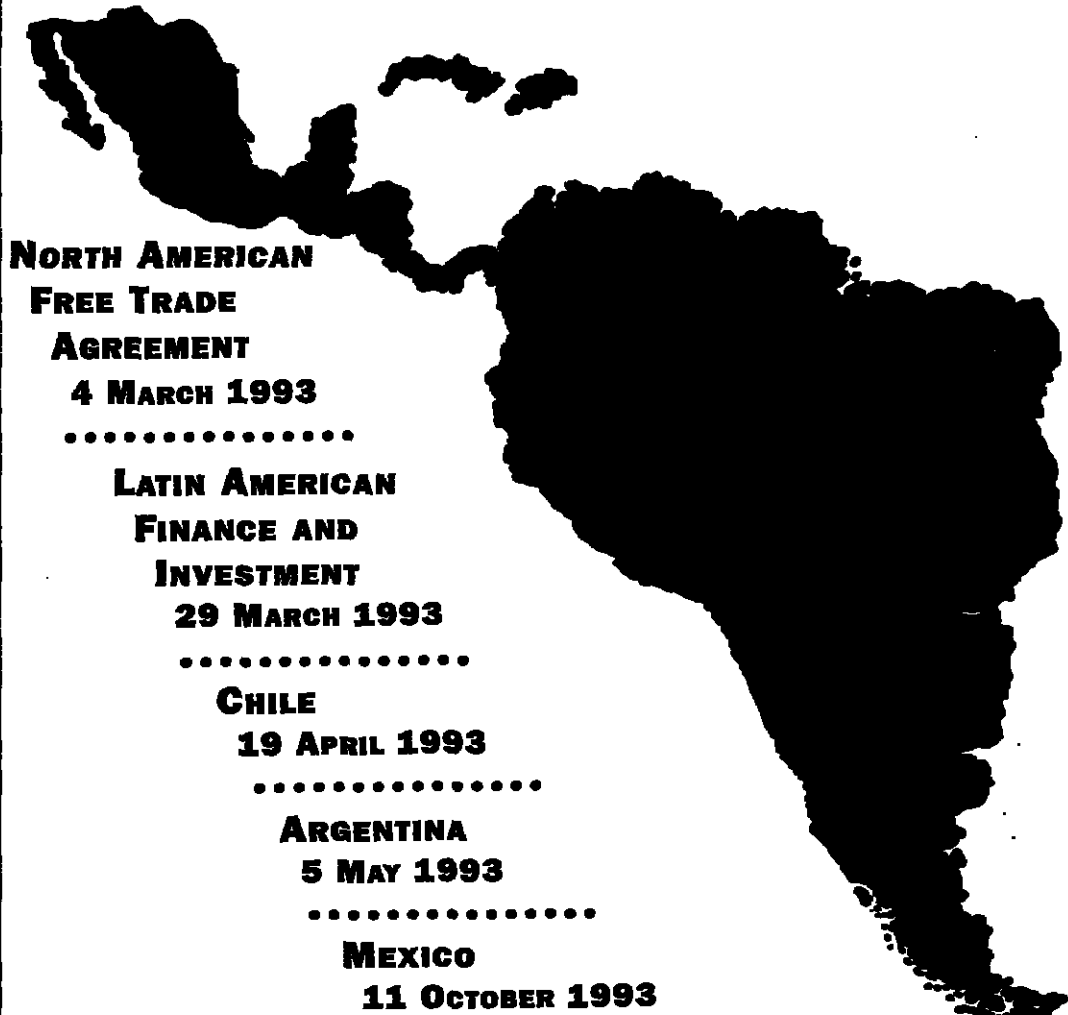 NORTH AMERICAN
FREE TRADE
AGREEMENT
4 MARCH 1993
LATIN AMERICAN
FINANCE AND
INVESTMENT
29 MARCH 1993
CHILE
19 APRIL 1993
ARGENTINA
5 MAY 1993
MEXICO
11 OCTOBER 1993